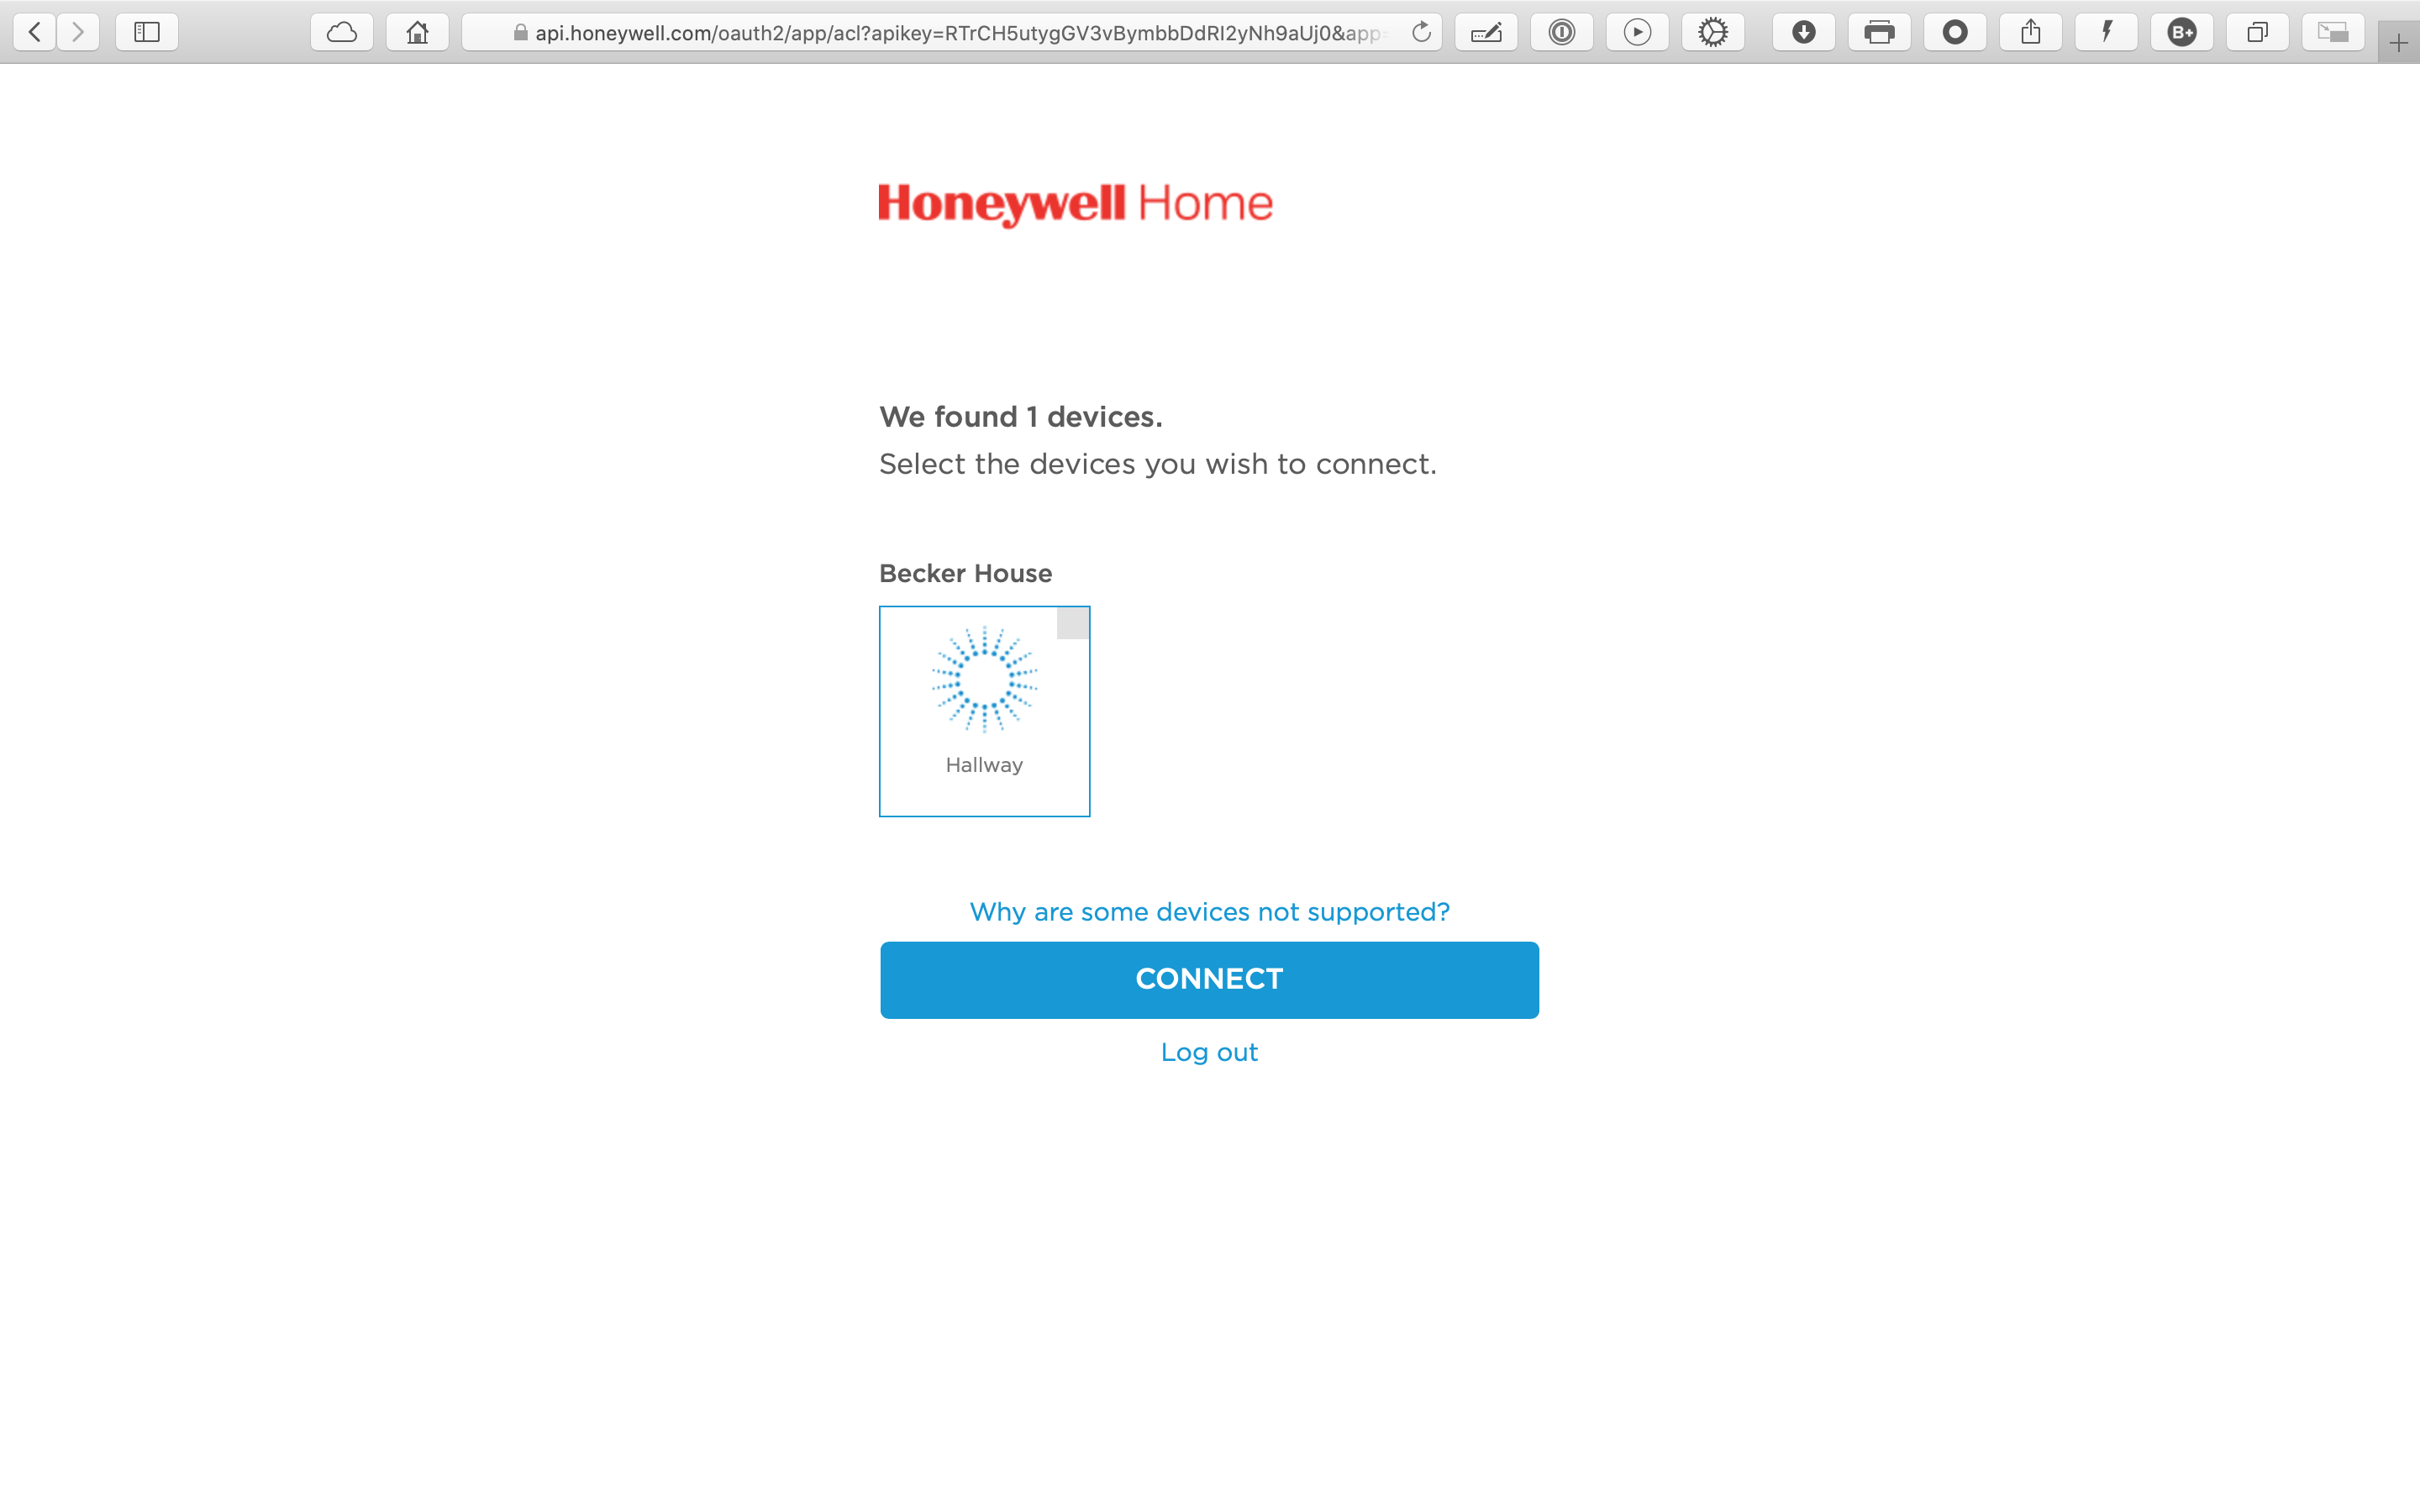 api.honeywell.com/oauth2/app/acl?apikey=RTrCH5utygGV3vBymbbDdRI2yNh9aUj0&app=
B+
Honeywell Home
We found 1 devices.
Select the devices you wish to connect.
Becker House
Hallway
Why are some devices not supported?
CONNECT
Log out